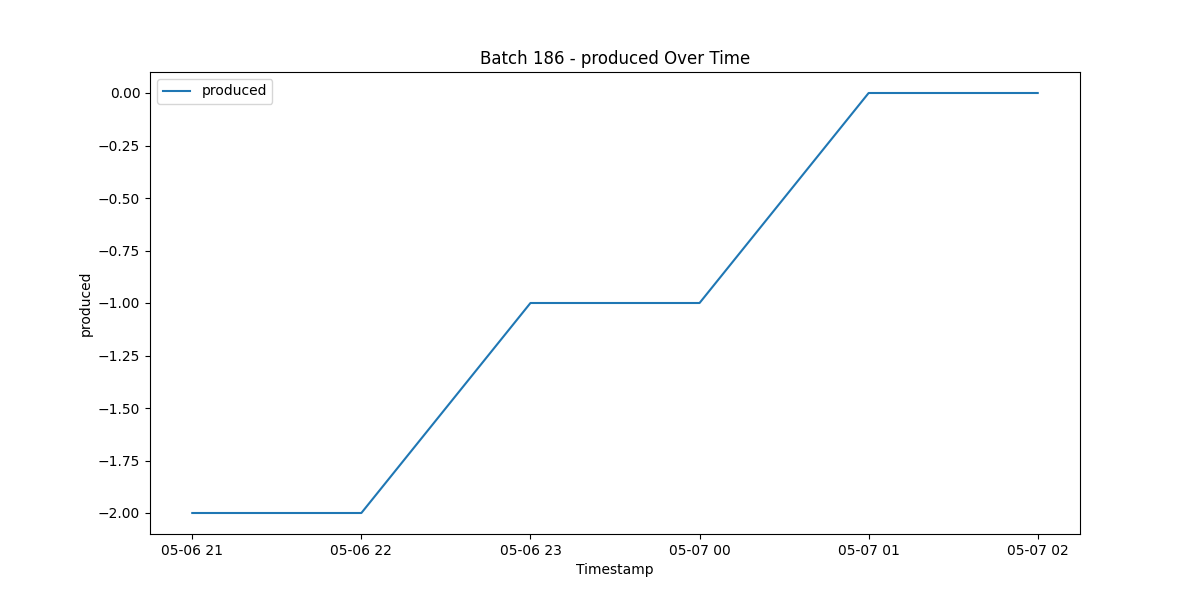 Batch 186 - produced Over Time
produced
0.00
−0.25
−0.50
−0.75
−1.00
−1.25
−1.50
−1.75
−2.00
produced
05-06 21 05-06 22 05-06 23 05-07 00 05-07 01 05-07 02
Timestamp